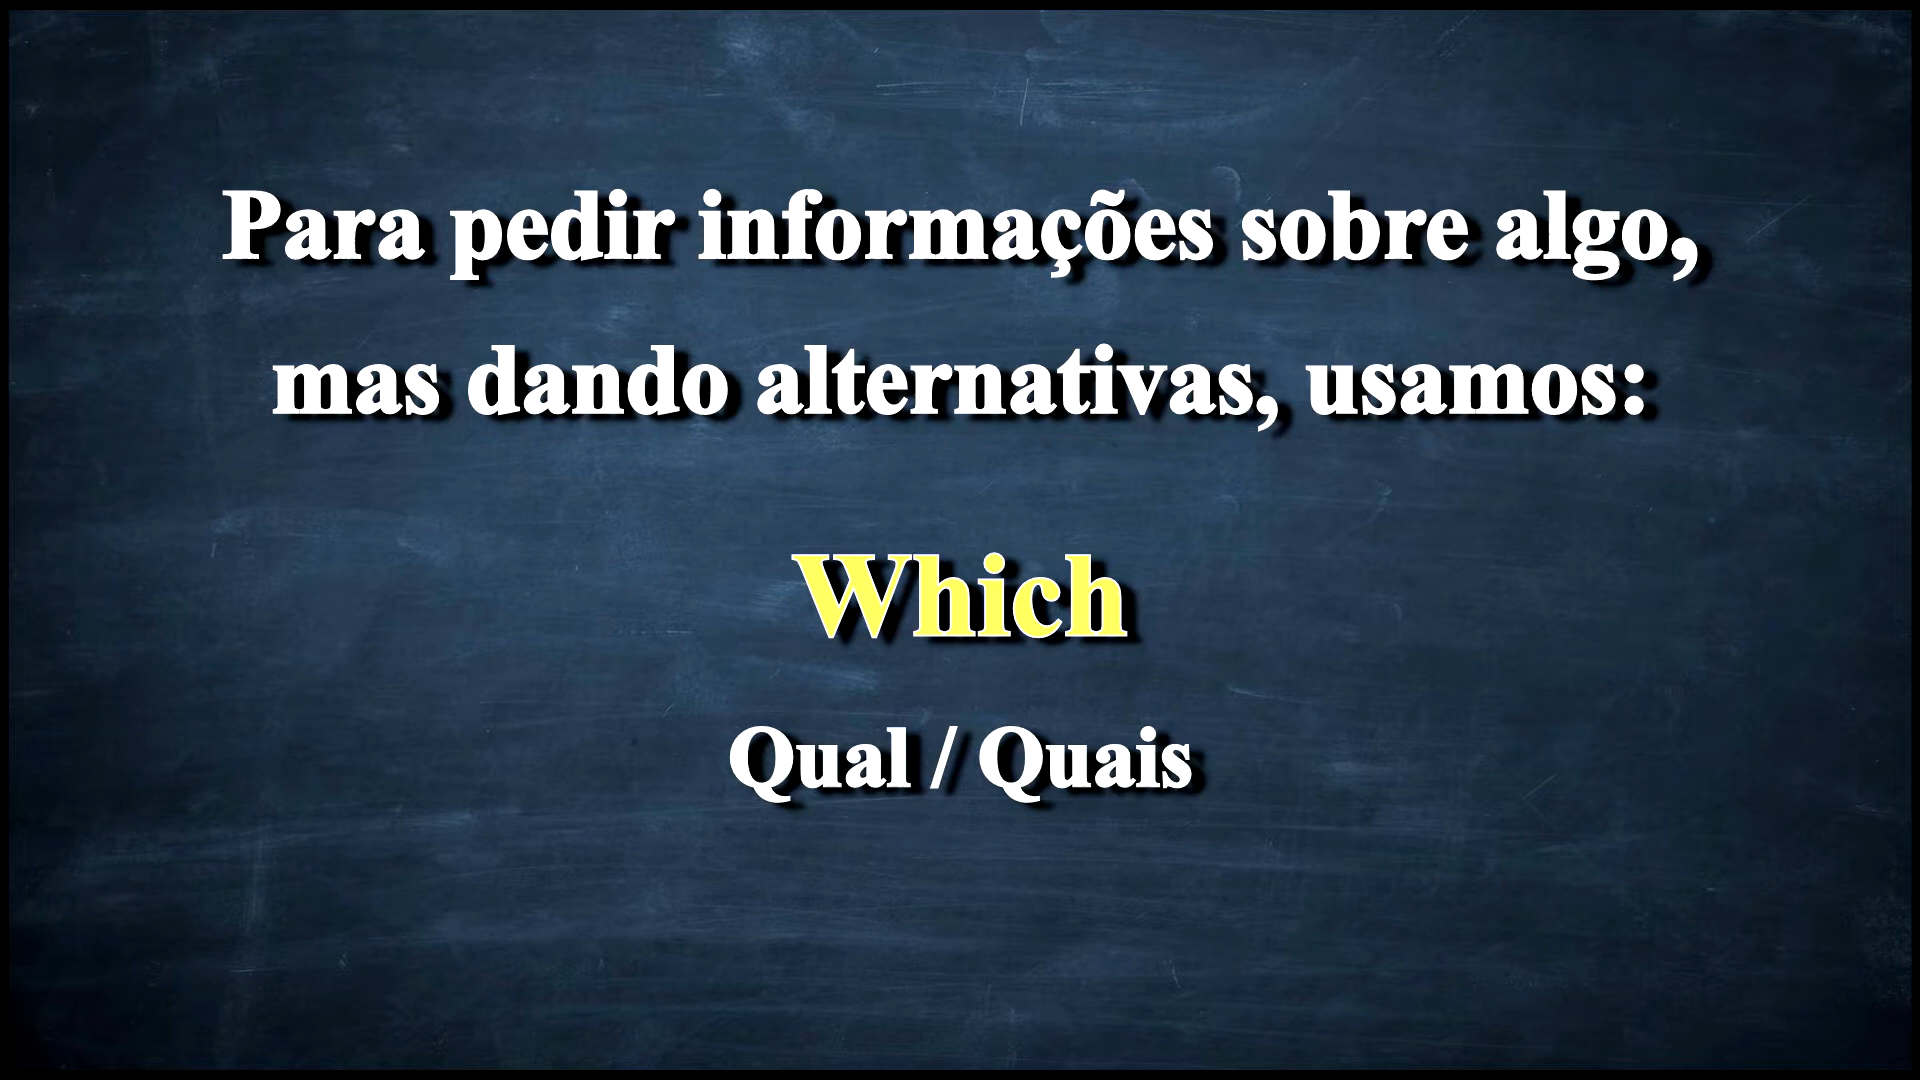 Para pedir informações sobre algo,
mas dando alternativas, usamos:
Which
Qual / Quais